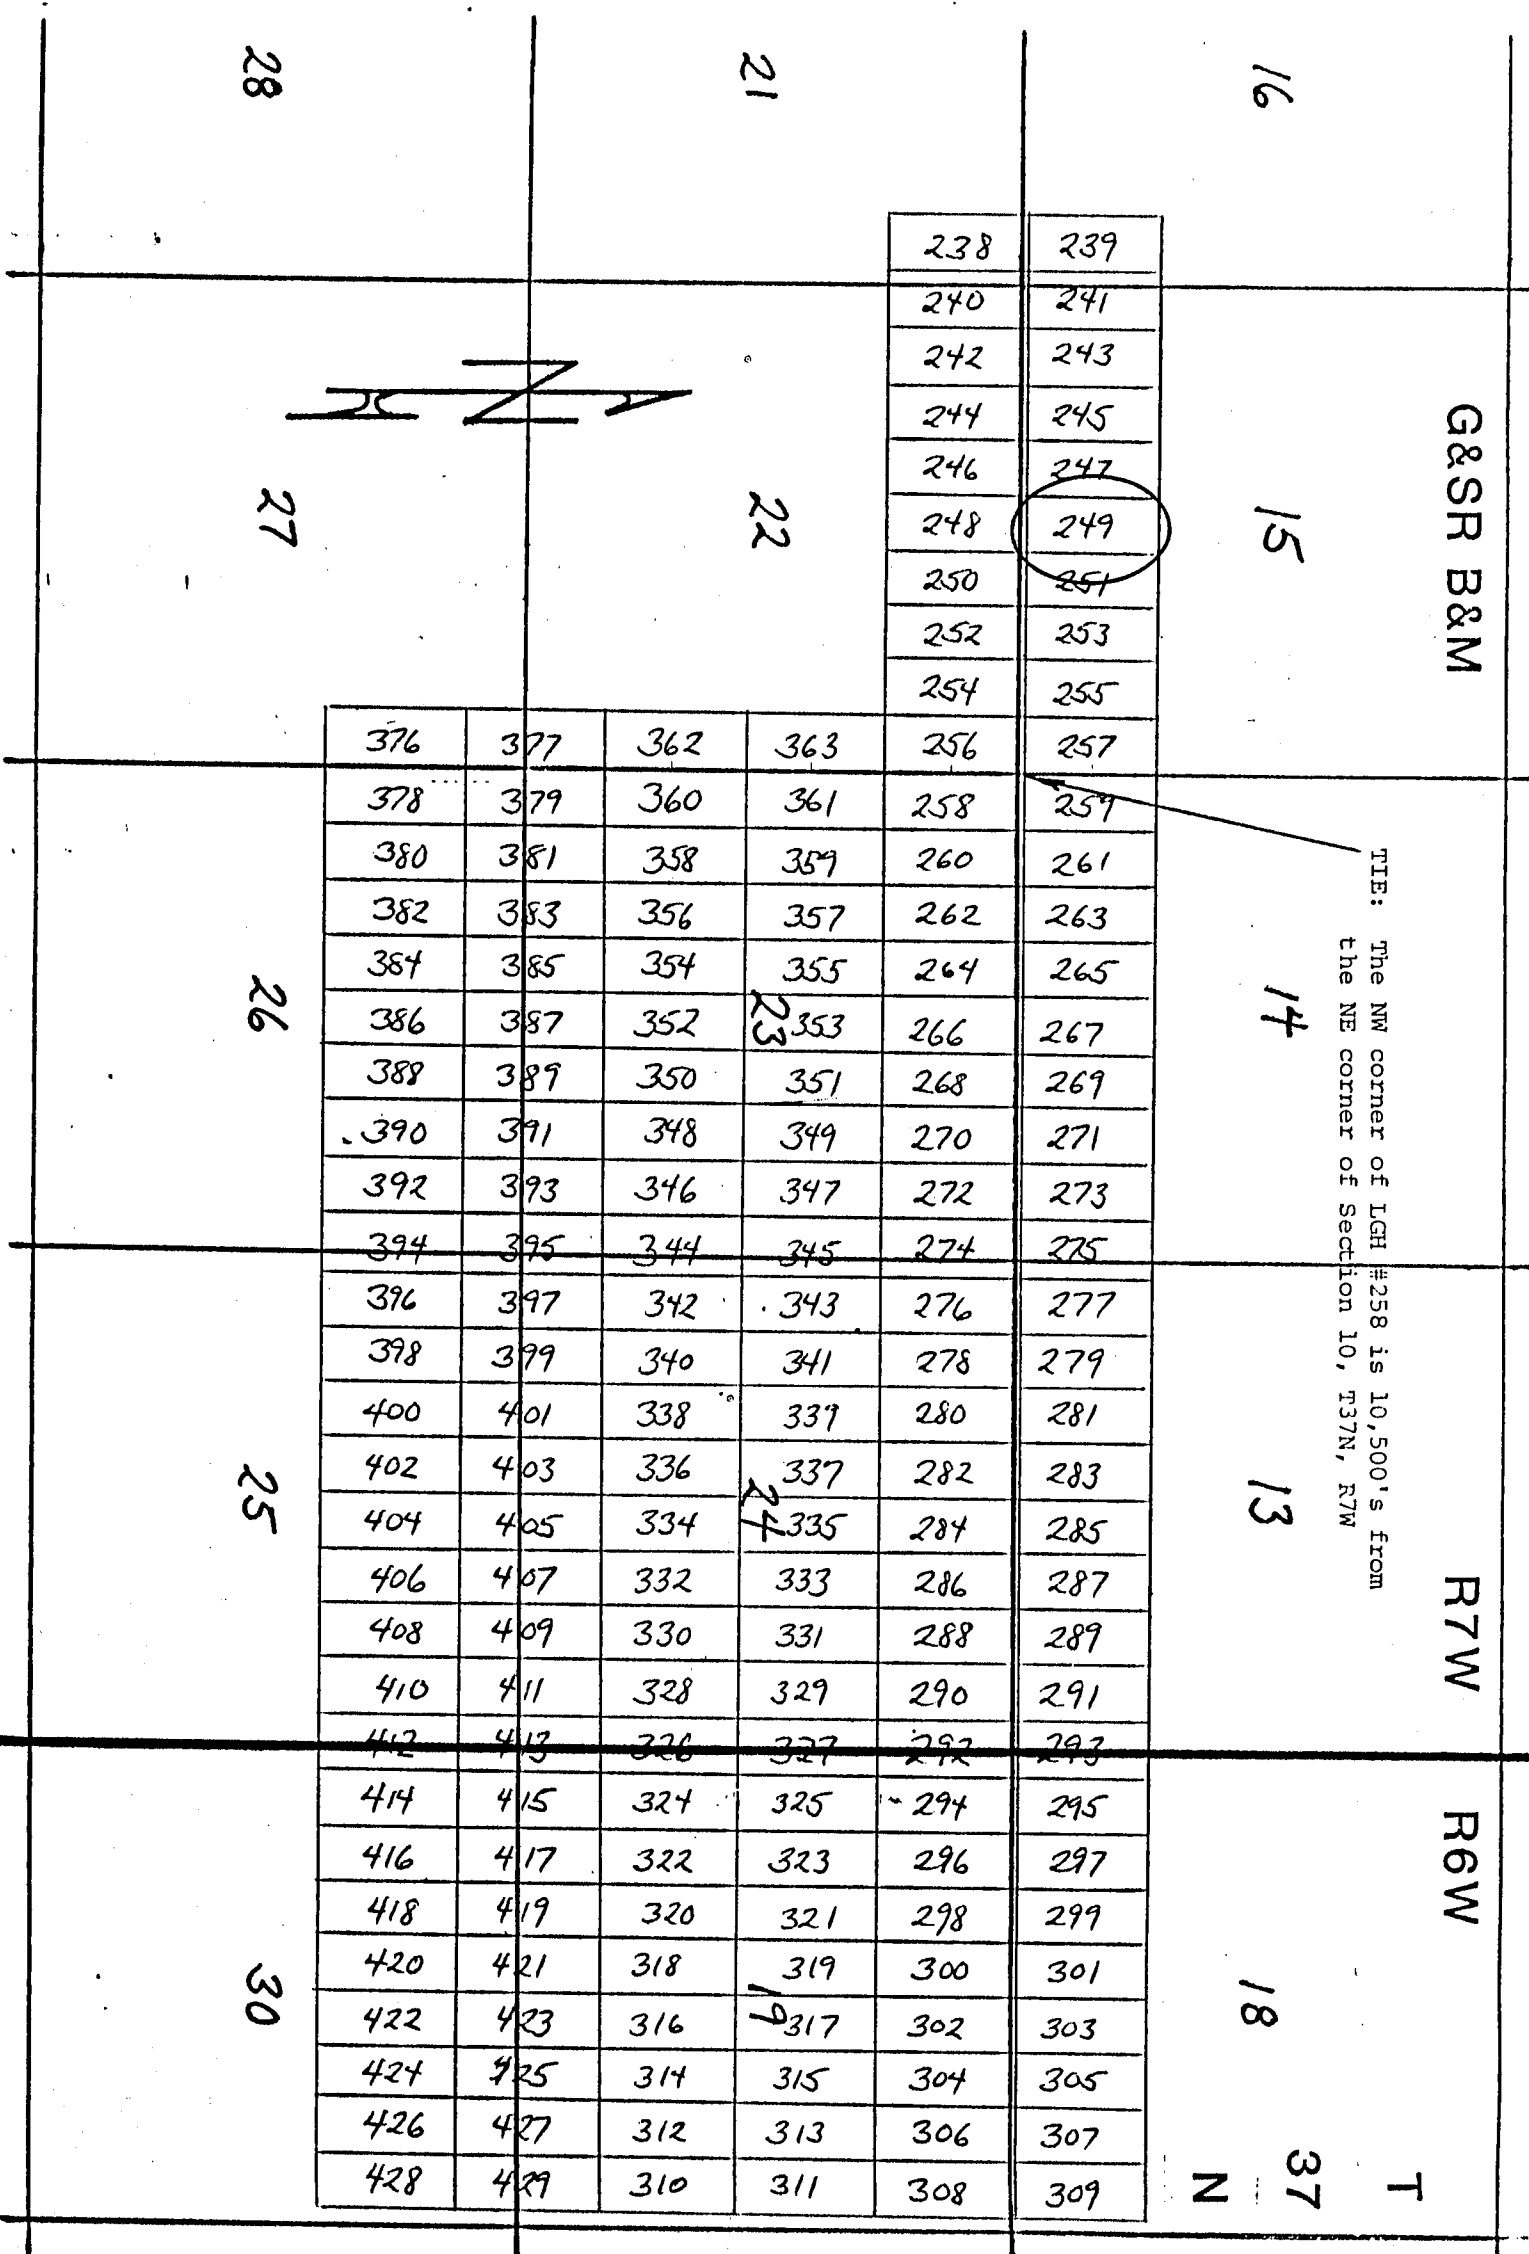 G&SR B&M
R7W
R6W
T
37
N
TIE: The NW corner of LGH #258 is 10,500's from
the NE corner of Section 10, T37N, R7W
16
15
14
13
18
21
22
23
24
19
28
27
26
25
30
N
238 239
240 241
242 243
244 245
246 247
248 249
250 251
252 253
254 255
376 377 362 363 256 257
378 379 360 361 258 259
380 381 358 359 260 261
382 383 356 357 262 263
384 385 354 355 264 265
386 387 352 353 266 267
388 389 350 351 268 269
390 391 348 349 270 271
392 393 346 347 272 273
394 395 344 345 274 275
396 397 342 343 276 277
398 399 340 341 278 279
400 401 338 339 280 281
402 403 336 337 282 283
404 405 334 335 284 285
406 407 332 333 286 287
408 409 330 331 288 289
410 411 328 329 290 291
412 413 326 327 292 293
414 415 324 325 294 295
416 417 322 323 296 297
418 419 320 321 298 299
420 421 318 319 300 301
422 423 316 317 302 303
424 425 314 315 304 305
426 427 312 313 306 307
428 429 310 311 308 309